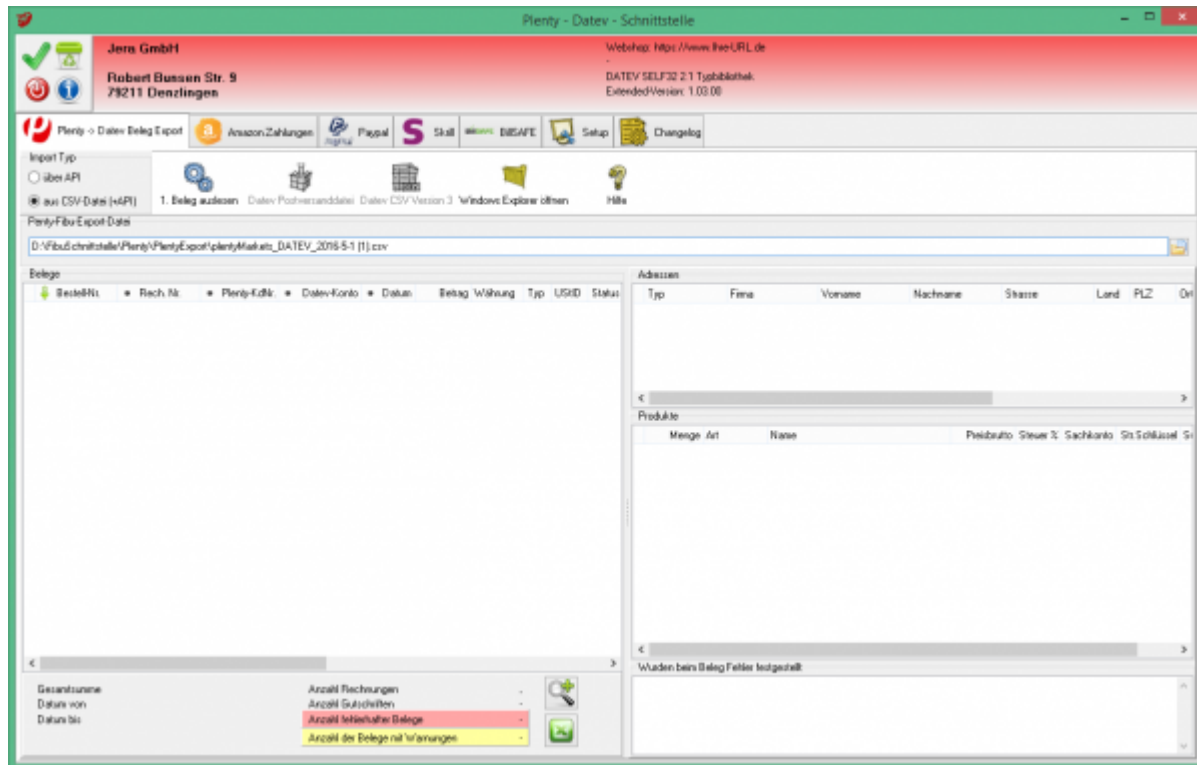 Plenty - Datev - Schnittstelle
Jera GmbH
Robert Bunsen Str. 9
79211 Denzlingen
Webshop: https://www.Ihre-URL.de
-
DATEV SELF32 2.1 Typbibliothek
Extended-Version: 1.03.00
Plenty -> Datev Beleg Export
Amazon Zahlungen
Paypal
Skrill
BILLSAFE
Setup
Changelog
Import Typ
über API
aus CSV-Datei (+API)
1. Beleg auslesen
Datev Postversanddatei
Datev CSV Version 3
Windows Explorer öffnen
Hilfe
Plenty-Fibu-Export-Datei
D:\FibuSchnittstelle\Plenty\PlentyExport\plentyMarkets_DATEV_2016-5-1 (1).csv
Belege
Bestell-Nr. Rech. Nr. Plenty-KdNr. Datev-Konto Datum Betrag Währung Typ UStID Status
Adressen
Typ Firma Vorname Nachname Strasse Land PLZ Ort
Produkte
Menge Art Name Preisbrutto Steuer % Sachkonto Str.Schlüssel
Wurden beim Beleg Fehler festgestellt
Gesamtsumme
Datum von
Datum bis
Anzahl Rechnungen -
Anzahl Gutschriften -
Anzahl fehlerhafter Belege -
Anzahl der Belege mit Warnungen -